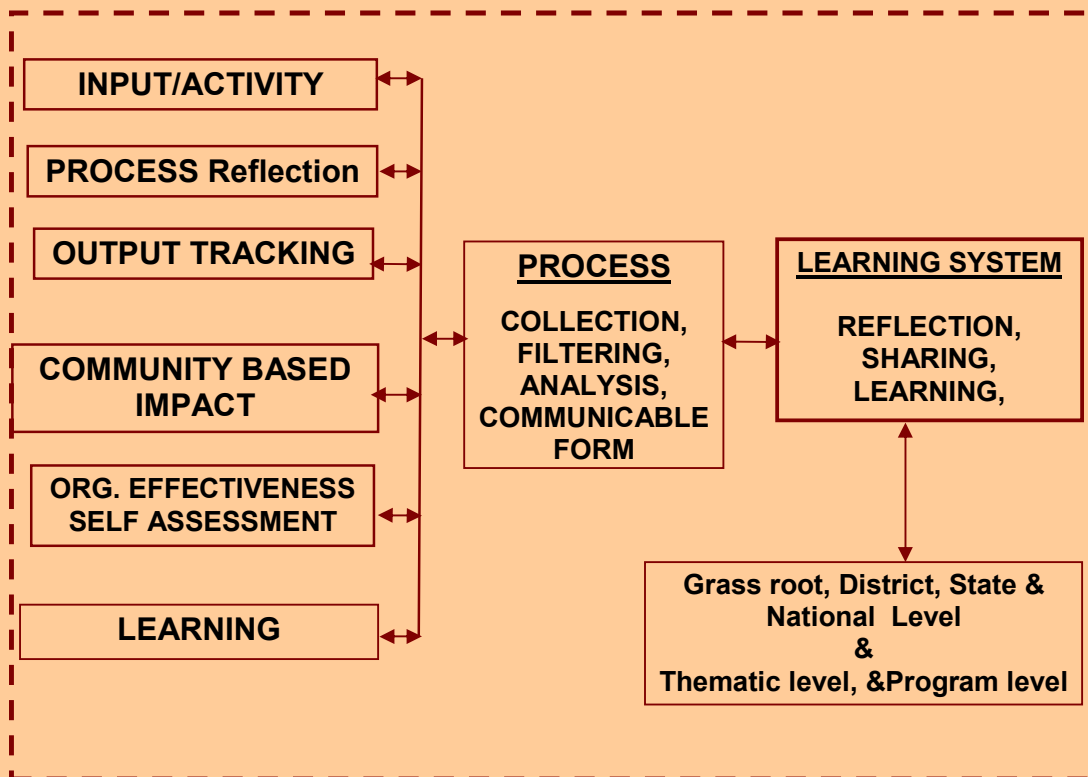 INPUT/ACTIVITY
PROCESS Reflection
OUTPUT TRACKING
COMMUNITY BASED
IMPACT
ORG. EFFECTIVENESS
SELF ASSESSMENT
LEARNING
PROCESS
COLLECTION,
FILTERING,
ANALYSIS,
COMMUNICABLE
FORM
LEARNING SYSTEM
REFLECTION,
SHARING,
LEARNING,
Grass root, District, State &
National Level
&
Thematic level, &Program level